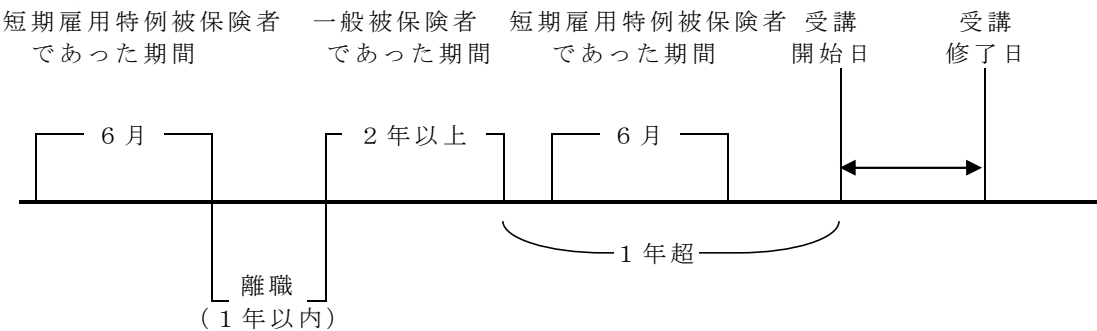 短期雇用特例被保険者
であった期間
一般被保険者
であった期間
短期雇用特例被保険者
であった期間
受講
開始日
受講
修了日
６月
２年以上
６月
１年超
離職
（１年以内）